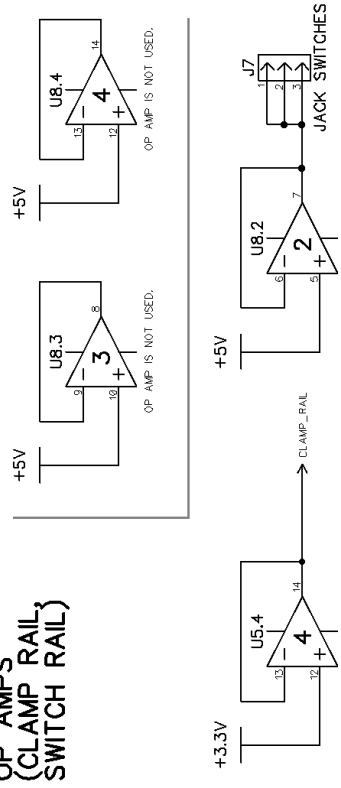 OP AMPS
(CLAMP RAIL,
SWITCH RAIL)
+5V
U8.3
9
10
3
8
OP AMP IS NOT USED.
+5V
U8.4
13
12
4
14
OP AMP IS NOT USED.
+3.3V
U5.4
13
12
4
14
CLAMP_RAIL
+5V
U8.2
6
5
2
7
J7
1
2
3
JACK SWITCHES